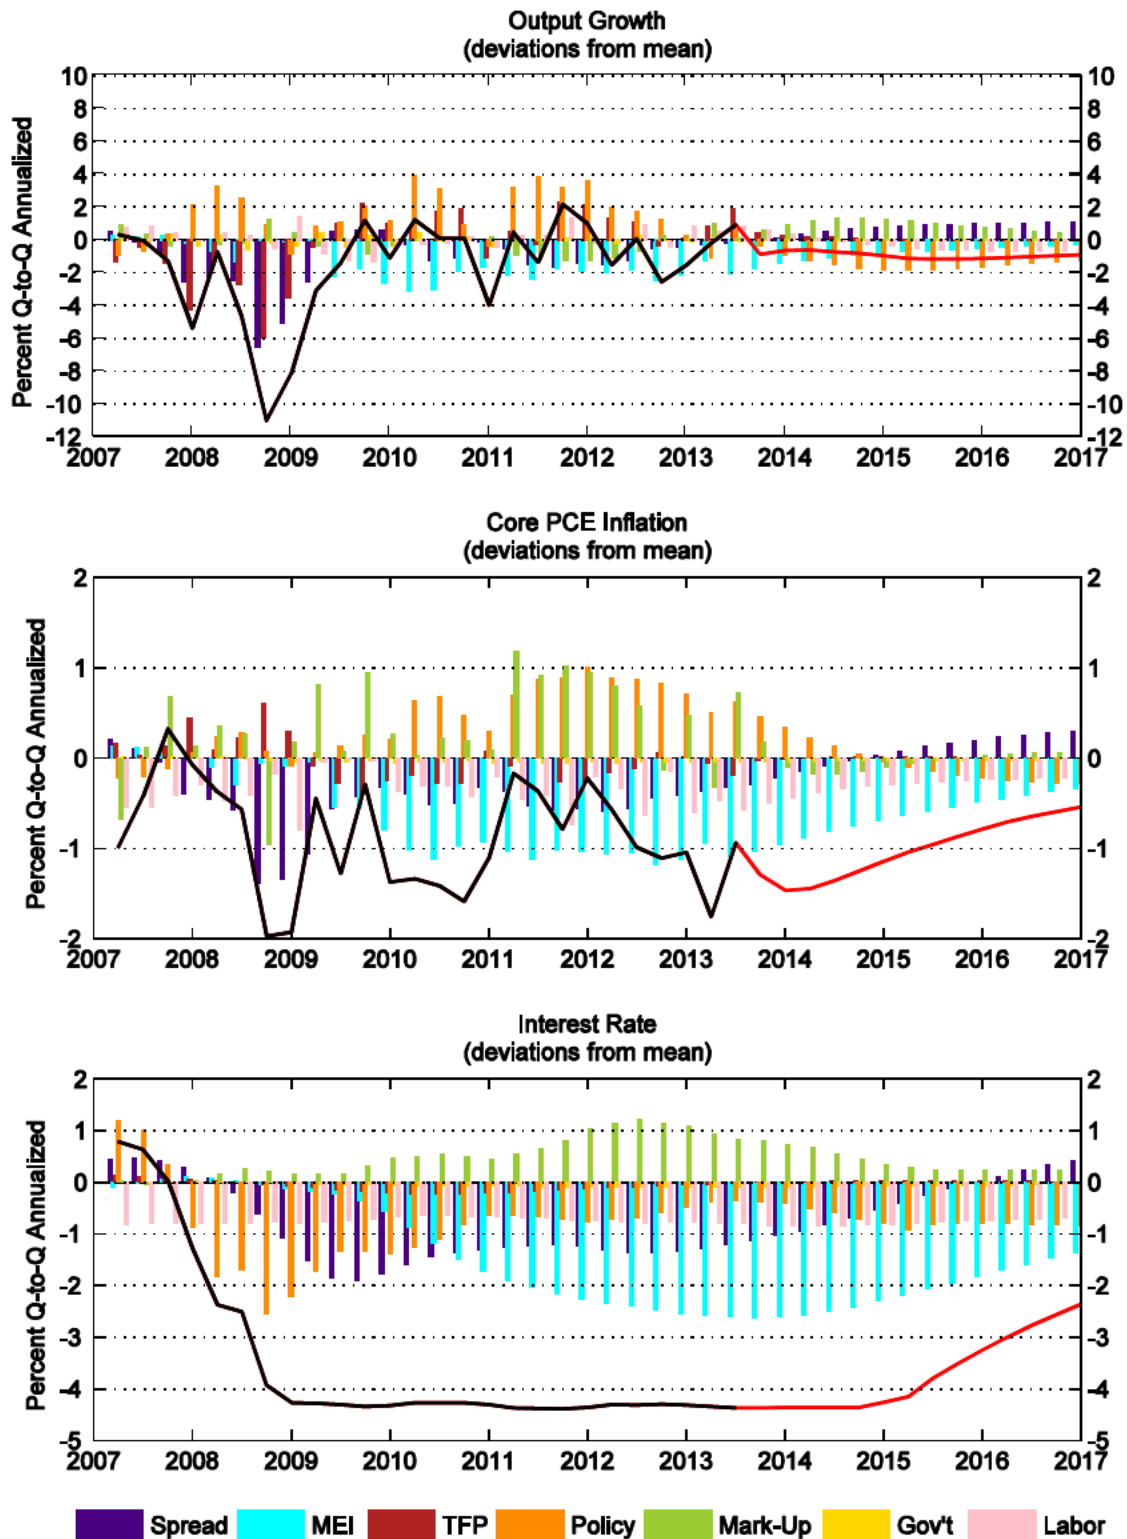 Output Growth
(deviations from mean)
Percent Q-to-Q Annualized
10 10
8 8
6 6
4 4
2 2
0 0
-2 -2
-4 -4
-6 -6
-8 -8
-10 -10
-12 -12
2007 2008 2009 2010 2011 2012 2013 2014 2015 2016 2017
Core PCE Inflation
(deviations from mean)
Percent Q-to-Q Annualized
2 2
1 1
0 0
-1 -1
-2 -2
2007 2008 2009 2010 2011 2012 2013 2014 2015 2016 2017
Interest Rate
(deviations from mean)
Percent Q-to-Q Annualized
2 2
1 1
0 0
-1 -1
-2 -2
-3 -3
-4 -4
-5 -5
2007 2008 2009 2010 2011 2012 2013 2014 2015 2016 2017
Spread MEI TFP Policy Mark-Up Gov't Labor